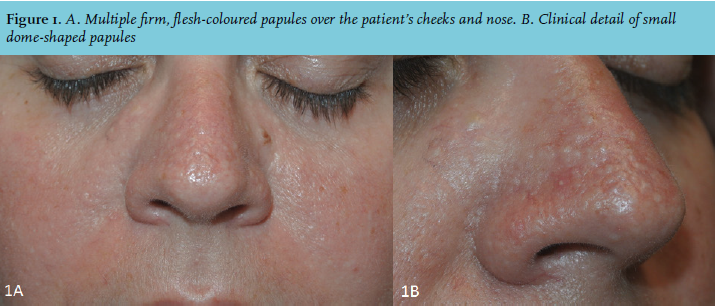 Figure 1. A. Multiple firm, flesh-coloured papules over the patient's cheeks and nose. B. Clinical detail of small
dome-shaped papules
1A
1B